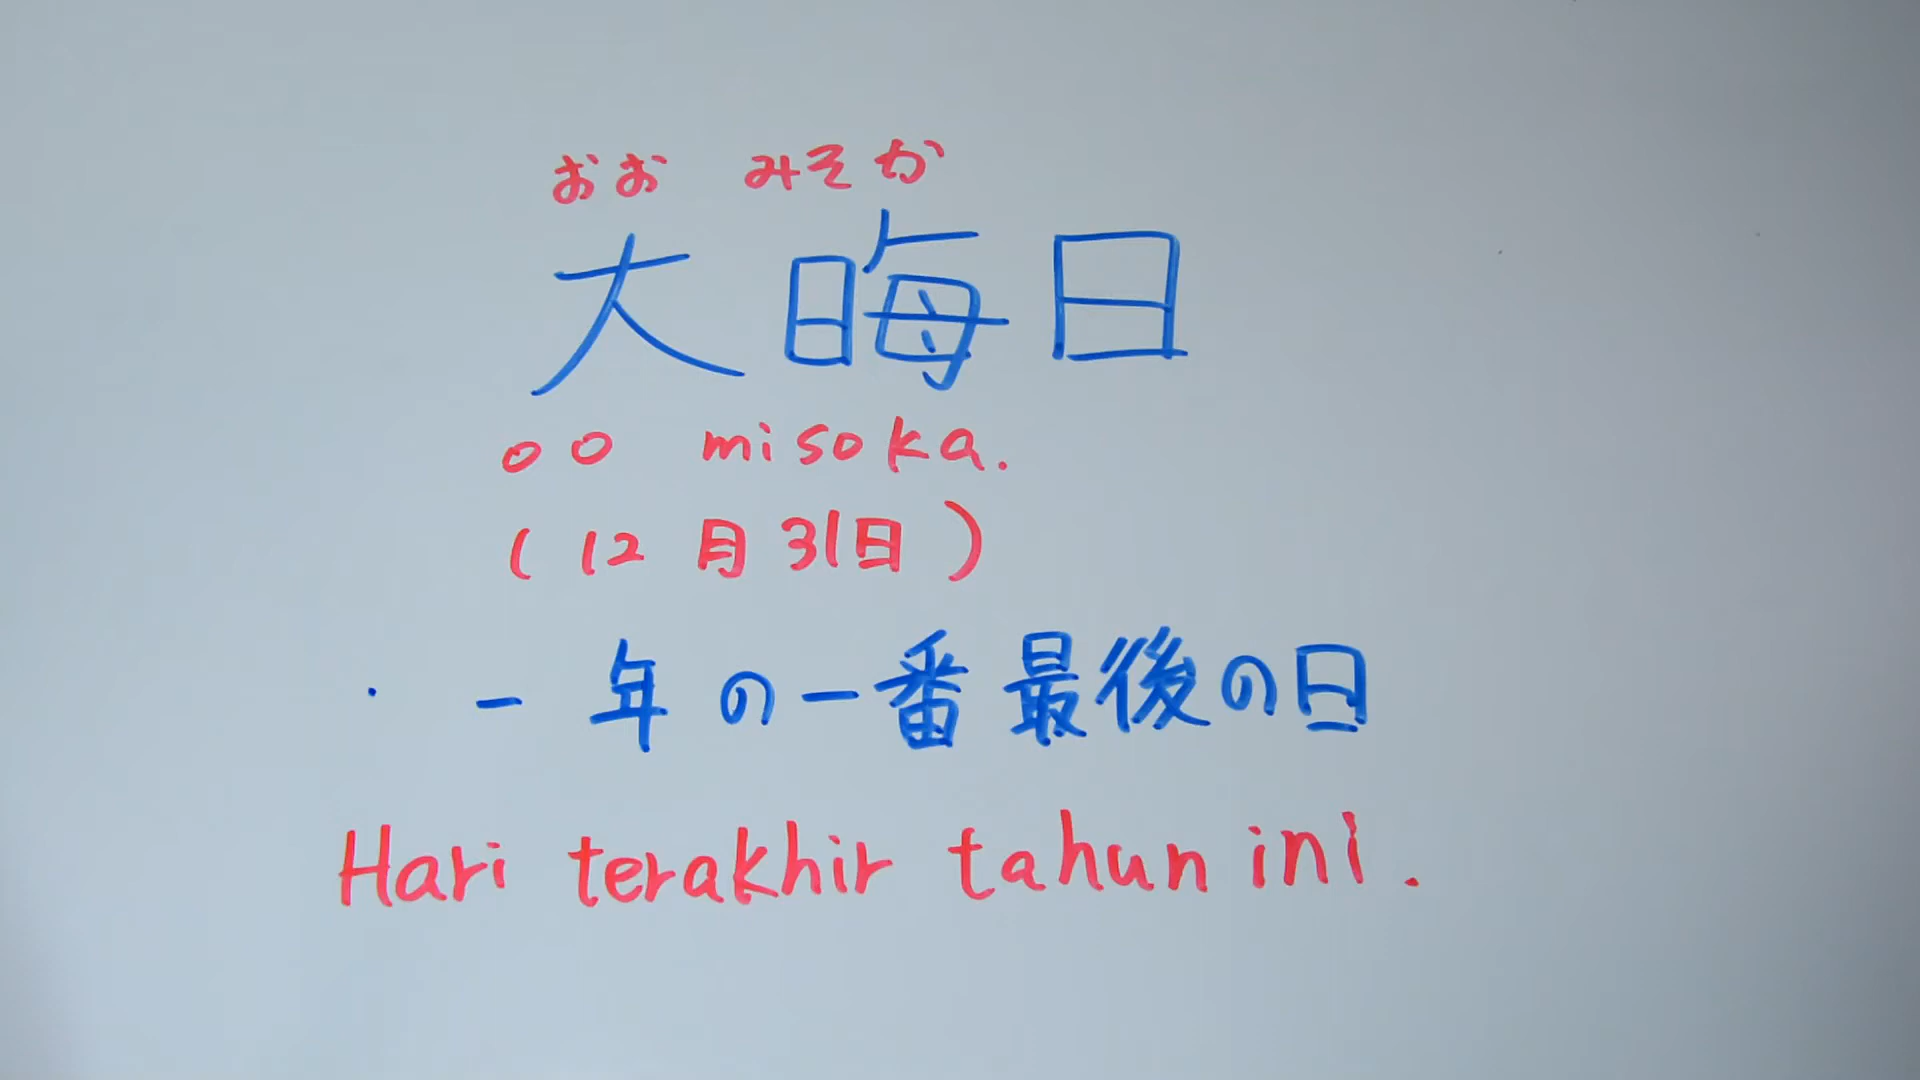 おお みそか
大晦日
oo misoka.
(12月31日)
・一年の一番最後の日
Hari terakhir tahun ini.